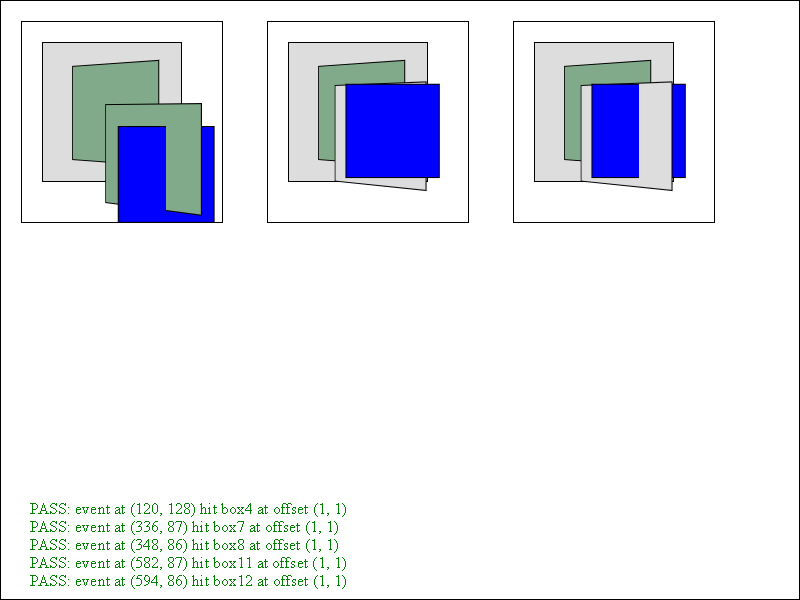 PASS: event at (120, 128) hit box4 at offset (1, 1)
PASS: event at (336, 87) hit box7 at offset (1, 1)
PASS: event at (348, 86) hit box8 at offset (1, 1)
PASS: event at (582, 87) hit box11 at offset (1, 1)
PASS: event at (594, 86) hit box12 at offset (1, 1)